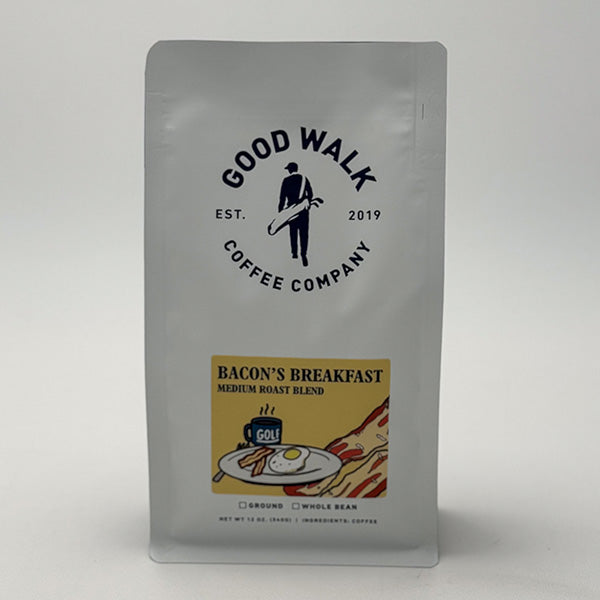 GOOD WALK
EST. 2019
COFFEE COMPANY
BACON'S BREAKFAST
MEDIUM ROAST BLEND
GOLF
GROUND WHOLE BEAN
NET WT 12 OZ. (340G) | INGREDIENTS: COFFEE